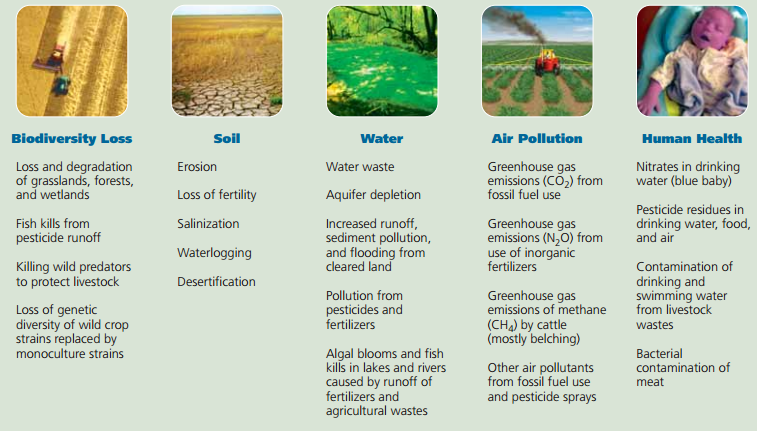 Biodiversity Loss
Loss and degradation
of grasslands, forests,
and wetlands
Fish kills from
pesticide runoff
Killing wild predators
to protect livestock
Loss of genetic
diversity of wild crop
strains replaced by
monoculture strains
Soil
Erosion
Loss of fertility
Salinization
Waterlogging
Desertification
Water
Water waste
Aquifer depletion
Increased runoff,
sediment pollution,
and flooding from
cleared land
Pollution from
pesticides and
fertilizers
Algal blooms and fish
kills in lakes and rivers
caused by runoff of
fertilizers and
agricultural wastes
Air Pollution
Greenhouse gas
emissions (CO₂) from
fossil fuel use
Greenhouse gas
emissions (N₂O) from
use of inorganic
fertilizers
Greenhouse gas
emissions of methane
(CH₄) by cattle
(mostly belching)
Other air pollutants
from fossil fuel use
and pesticide sprays
Human Health
Nitrates in drinking
water (blue baby)
Pesticide residues in
drinking water, food,
and air
Contamination of
drinking and
swimming water
from livestock
wastes
Bacterial
contamination of
meat